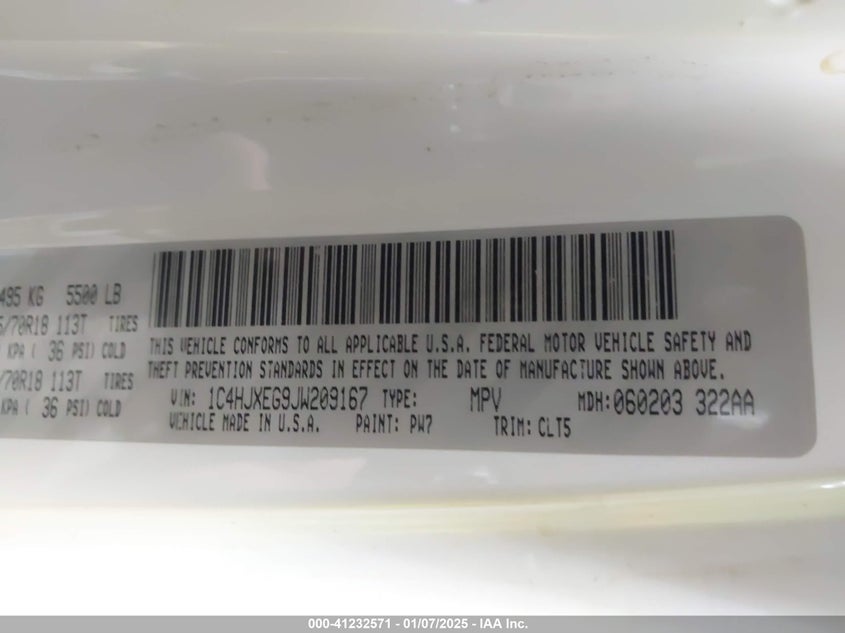 495 KG 5500 LB
/70R18 113T TIRES
KPA ( 36 PSI) COLD
/70R18 113T TIRES
KPA ( 36 PSI) COLD
THIS VEHICLE CONFORMS TO ALL APPLICABLE U.S.A. FEDERAL MOTOR VEHICLE SAFETY AND
THEFT PREVENTION STANDARDS IN EFFECT ON THE DATE OF MANUFACTURE SHOWN ABOVE.
VIN: 1C4HJXEG9JW209167 TYPE: MPV MDH:060203 322AA
VEHICLE MADE IN U.S.A. PAINT: PW7 TRIM: CLT5
000-41232571 - 01/07/2025 - IAA Inc.